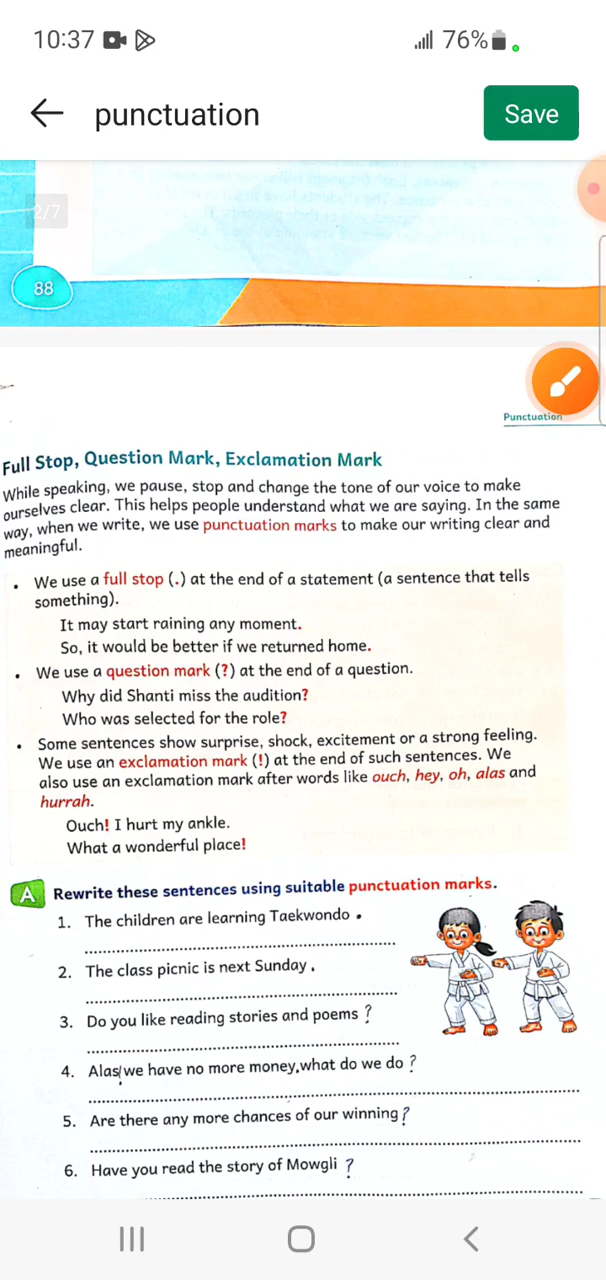 10:37
76%
punctuation
Save
2/7
88
Punctuation
Full Stop, Question Mark, Exclamation Mark
While speaking, we pause, stop and change the tone of our voice to make
ourselves clear. This helps people understand what we are saying. In the same
way, when we write, we use punctuation marks to make our writing clear and
meaningful.
• We use a full stop (.) at the end of a statement (a sentence that tells
something).
It may start raining any moment.
So, it would be better if we returned home.
• We use a question mark (?) at the end of a question.
Why did Shanti miss the audition?
Who was selected for the role?
• Some sentences show surprise, shock, excitement or a strong feeling.
We use an exclamation mark (!) at the end of such sentences. We
also use an exclamation mark after words like ouch, hey, oh, alas and
hurrah.
Ouch! I hurt my ankle.
What a wonderful place!
A Rewrite these sentences using suitable punctuation marks.
1. The children are learning Taekwondo .
2. The class picnic is next Sunday .
3. Do you like reading stories and poems ?
4. Alas, we have no more money, what do we do ?
5. Are there any more chances of our winning ?
6. Have you read the story of Mowgli ?